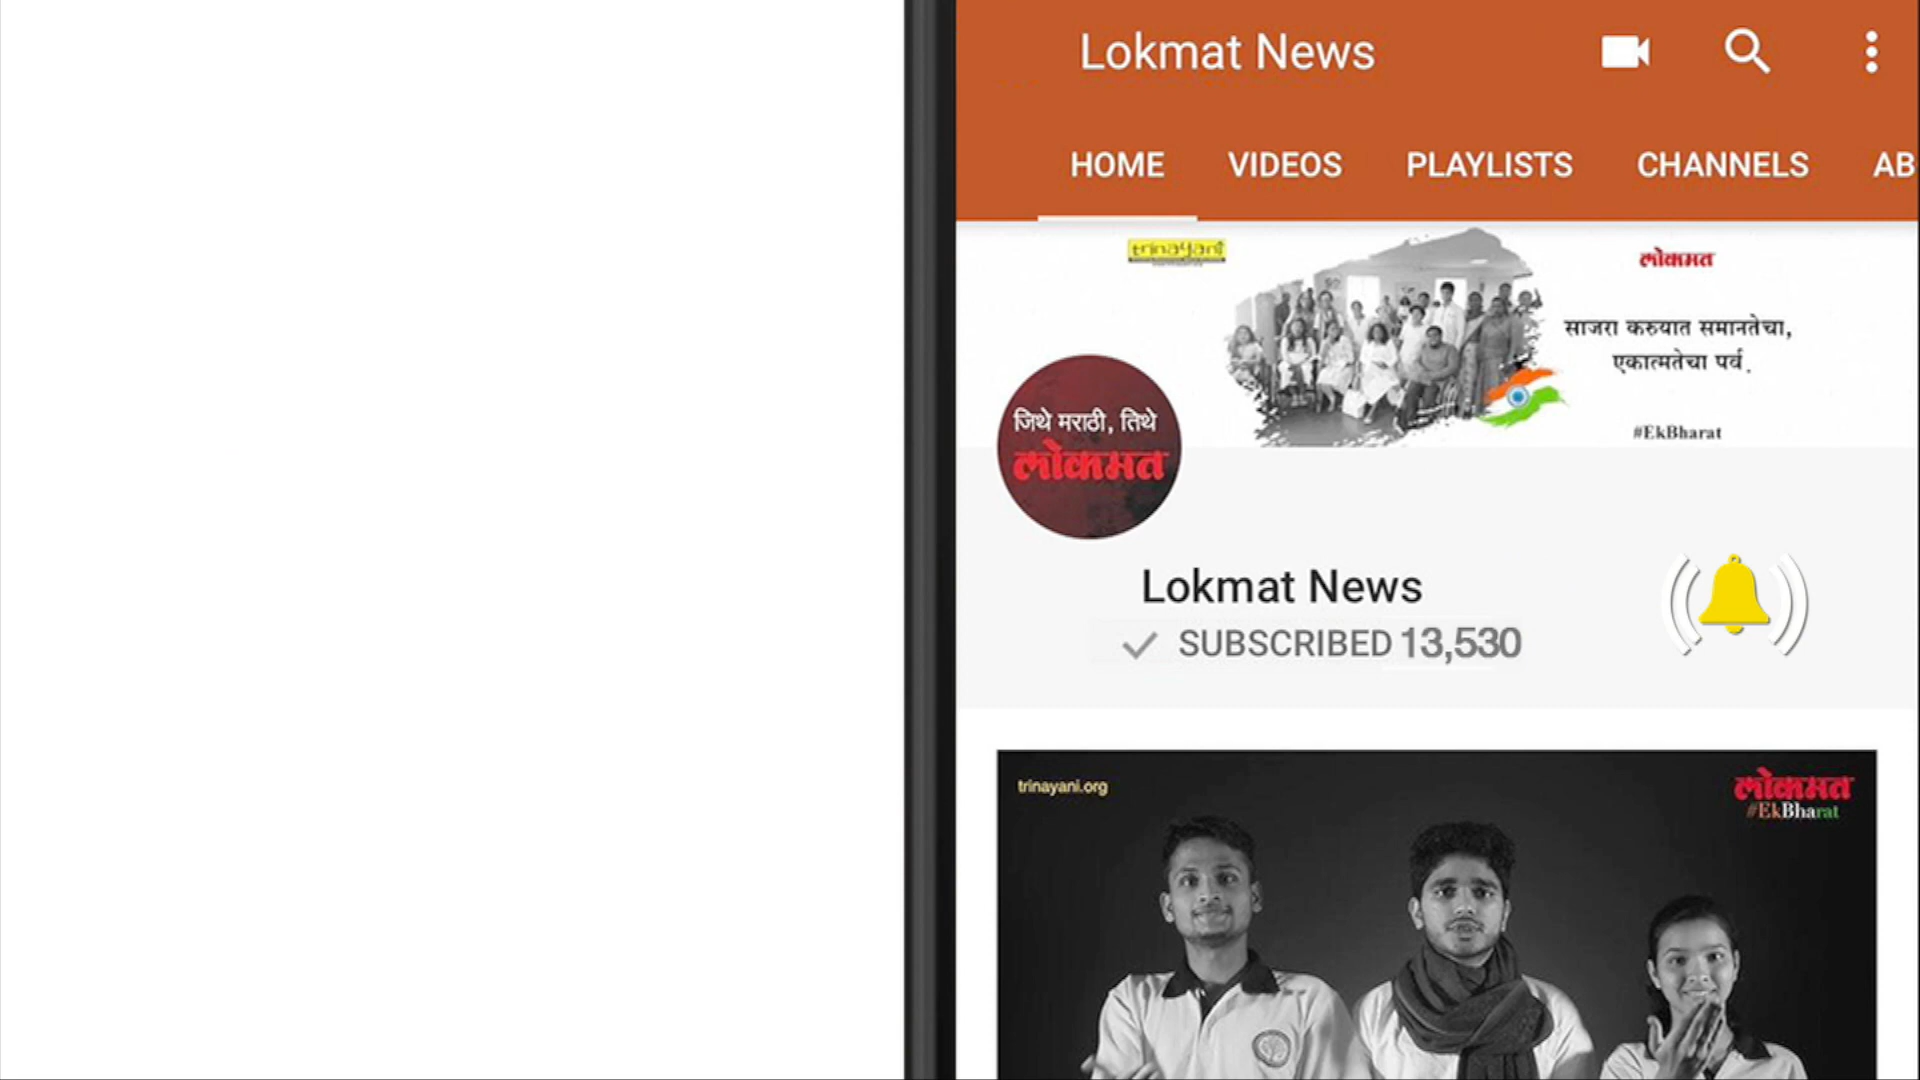 Lokmat News
HOME VIDEOS PLAYLISTS CHANNELS AB
trinayani
लोकमत
साजरा करुयात समानतेचा,
एकात्मतेचा पर्व.
#EkBharat
जिथे मराठी, तिथे
लोकमत
Lokmat News
SUBSCRIBED 13,530
trinayani.org
लोकमत
#EkBharat